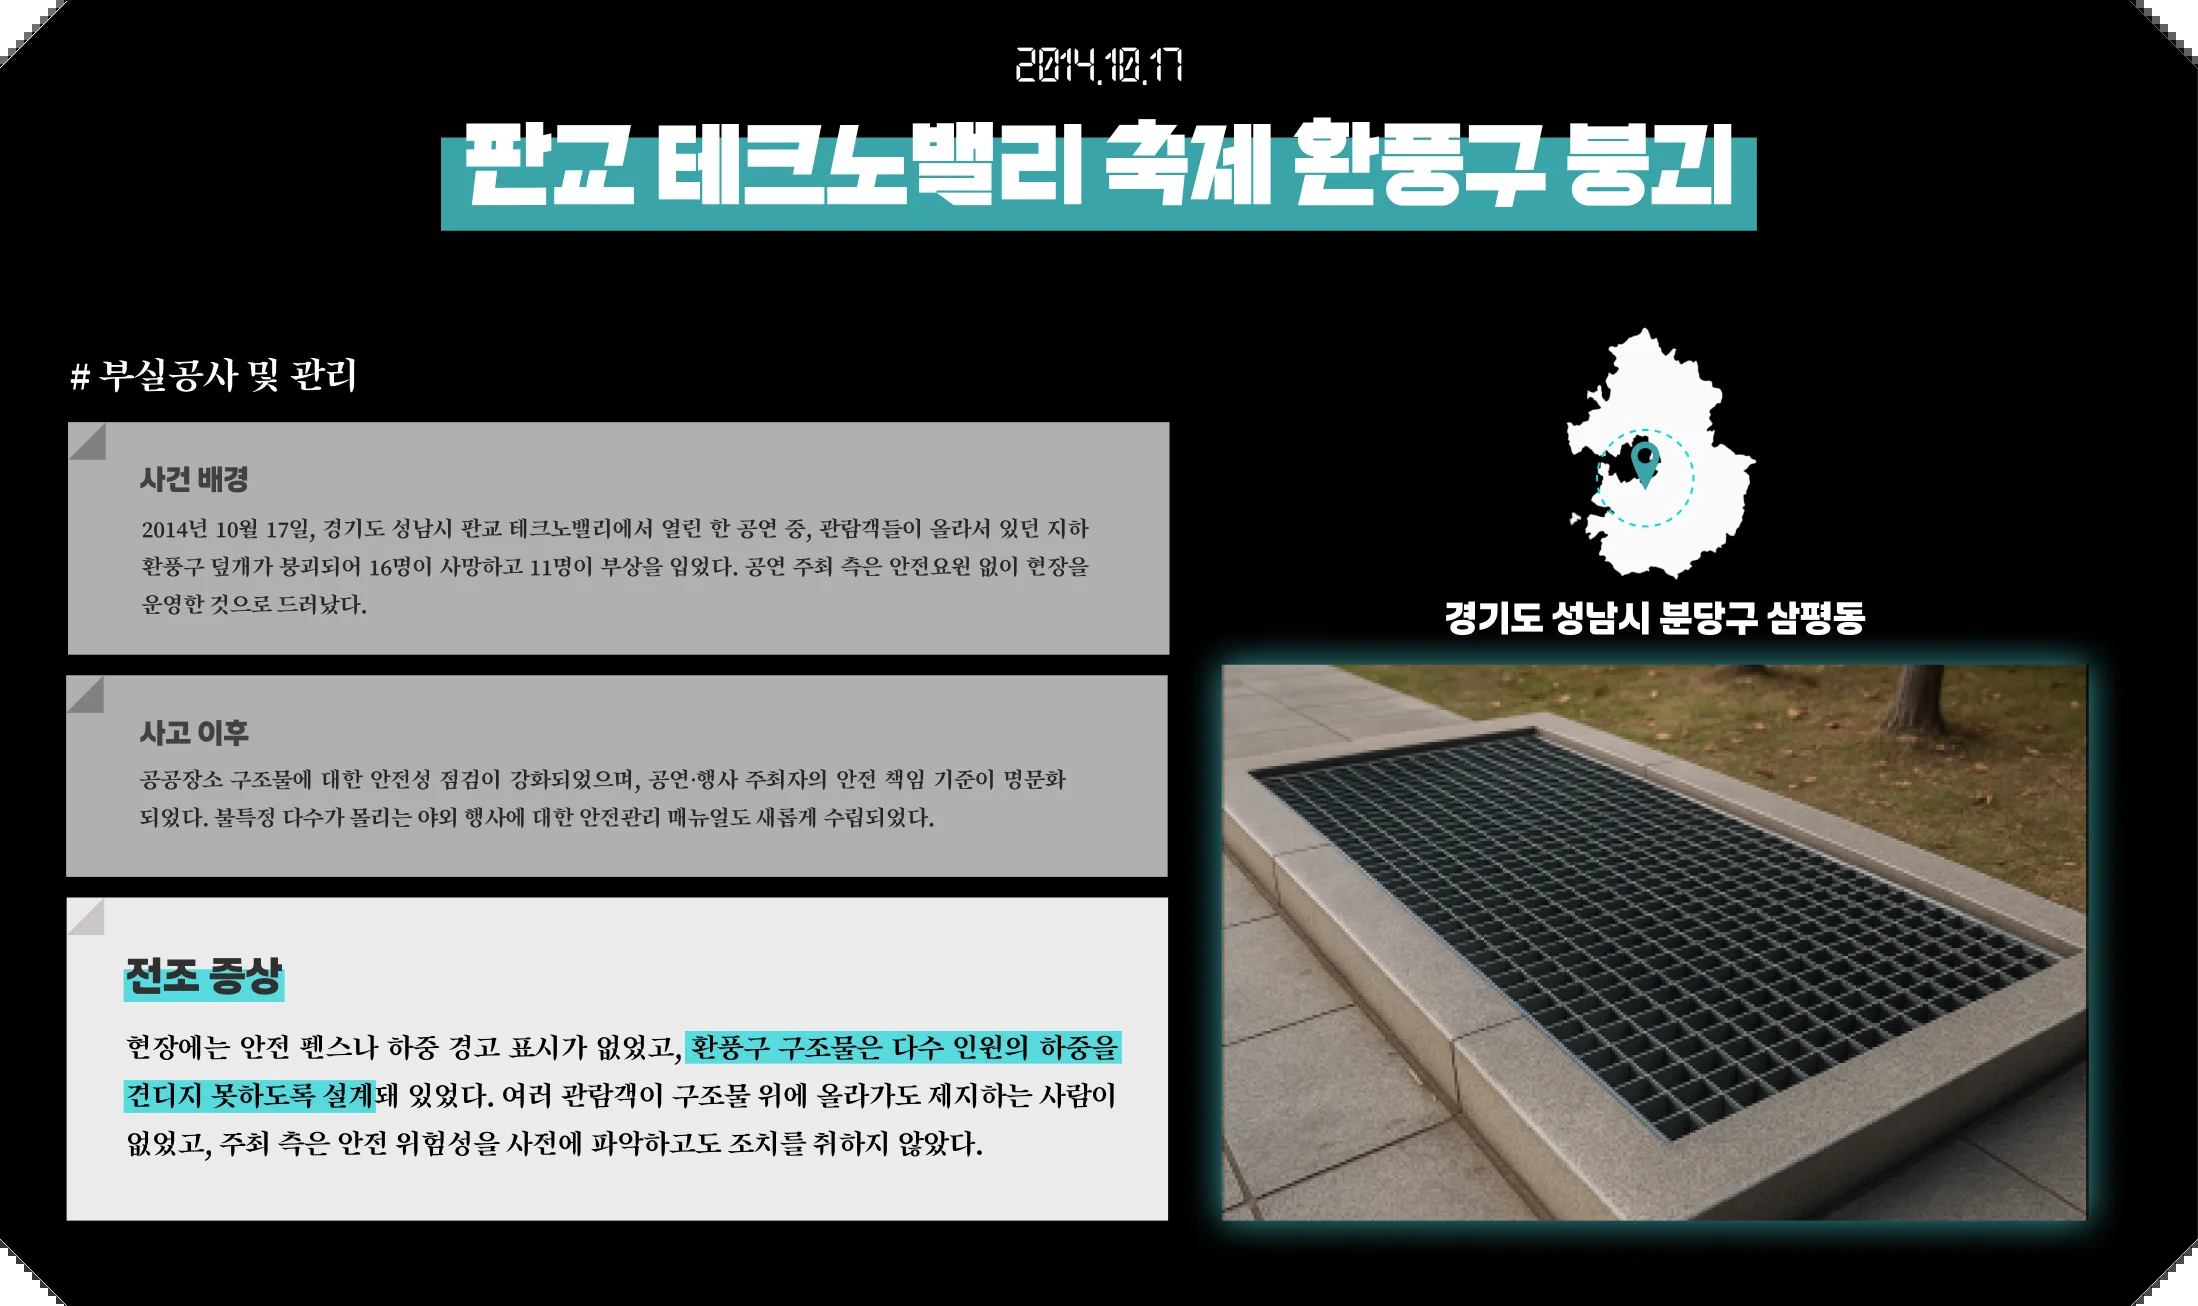 2014.10.17
판교 테크노밸리 축제 환풍구 붕괴
# 부실공사 및 관리
사건 배경
2014년 10월 17일, 경기도 성남시 판교 테크노밸리에서 열린 한 공연 중, 관람객들이 올라서 있던 지하
환풍구 덮개가 붕괴되어 16명이 사망하고 11명이 부상을 입었다. 공연 주최 측은 안전요원 없이 현장을
운영한 것으로 드러났다.
사고 이후
공공장소 구조물에 대한 안전성 점검이 강화되었으며, 공연·행사 주최자의 안전 책임 기준이 명문화
되었다. 불특정 다수가 몰리는 야외 행사에 대한 안전관리 매뉴얼도 새롭게 수립되었다.
전조 증상
현장에는 안전 펜스나 하중 경고 표시가 없었고, 환풍구 구조물은 다수 인원의 하중을
견디지 못하도록 설계돼 있었다. 여러 관람객이 구조물 위에 올라가도 제지하는 사람이
없었고, 주최 측은 안전 위험성을 사전에 파악하고도 조치를 취하지 않았다.
경기도 성남시 분당구 삼평동